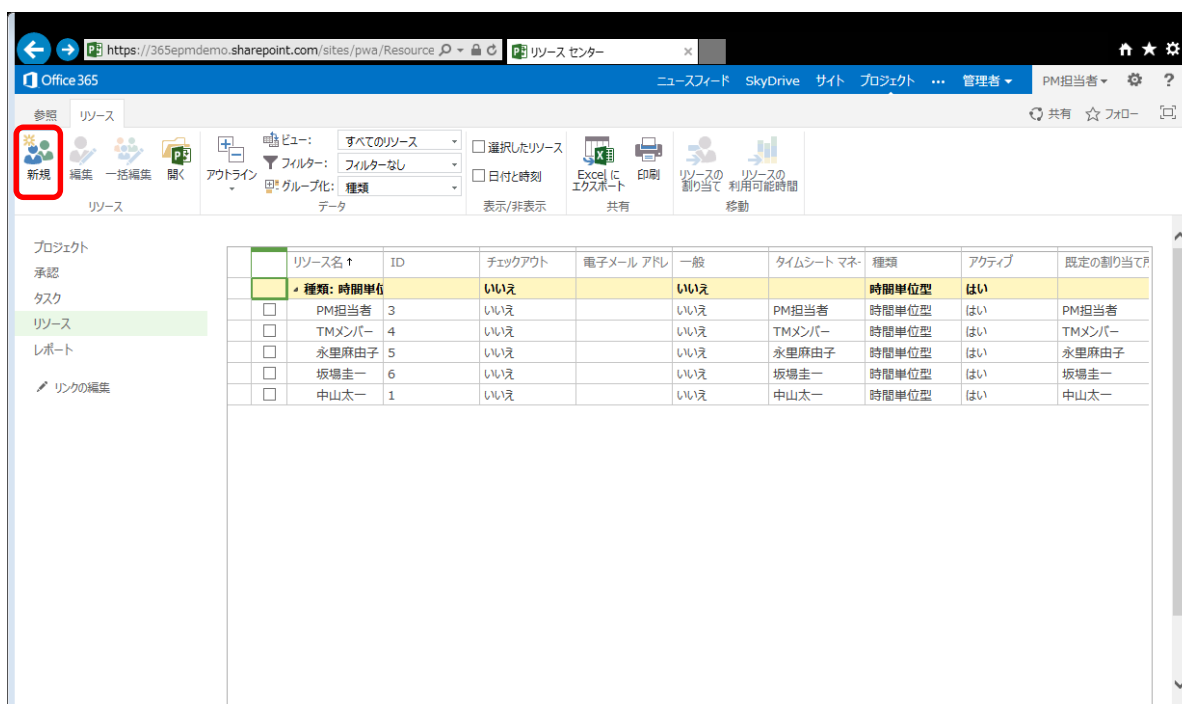 https://365epmdemo.sharepoint.com/sites/pwa/Resource リソース センター ×
Office 365 ニュースフィード SkyDrive サイト プロジェクト ... 管理者 PM担当者 ?
参照 リソース 共有 フォロー
新規 編集 一括編集 開く
リソース
アウトライン
ビュー: すべてのリソース
フィルター: フィルターなし
グループ化: 種類
データ
選択したリソース
日付と時刻
表示/非表示
Excel に
エクスポート
印刷
共有
リソースの
割り当て
リソースの
利用可能時間
移動
プロジェクト
承認
タスク
リソース
レポート
リンクの編集
リソース名↑ ID チェックアウト 電子メール アドレ 一般 タイムシート マネ- 種類 アクティブ 既定の割り当て
種類: 時間単位 いいえ いいえ 時間単位型 はい
PM担当者 3 いいえ いいえ PM担当者 時間単位型 はい PM担当者
TMメンバー 4 いいえ いいえ TMメンバー 時間単位型 はい TMメンバー
永里麻由子 5 いいえ いいえ 永里麻由子 時間単位型 はい 永里麻由子
坂場圭一 6 いいえ いいえ 坂場圭一 時間単位型 はい 坂場圭一
中山太一 1 いいえ いいえ 中山太一 時間単位型 はい 中山太一